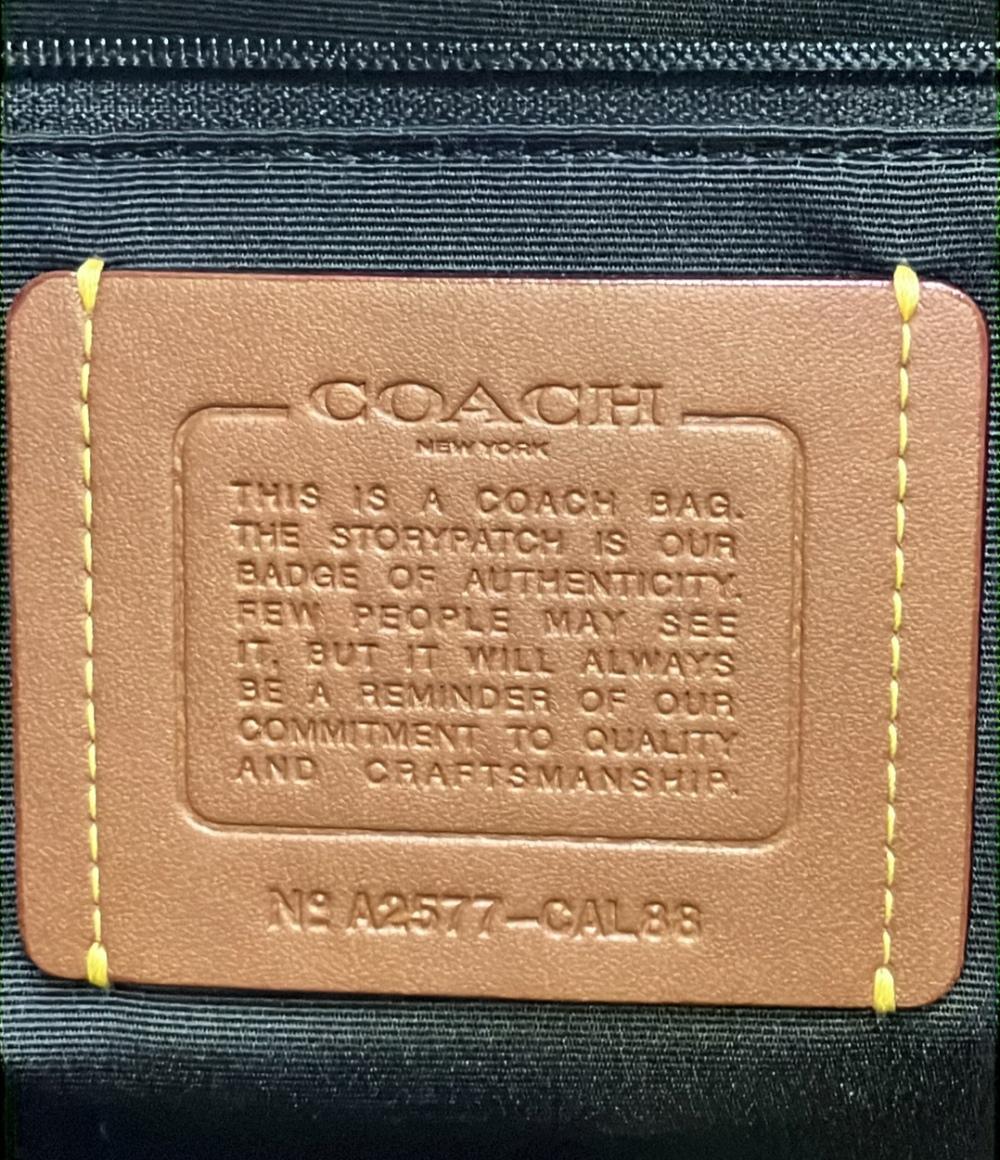 COACH
NEW YORK
THIS IS A COACH BAG.
THE STORYPATCH IS OUR
BADGE OF AUTHENTICITY.
FEW PEOPLE MAY SEE
IT, BUT IT WILL ALWAYS
BE A REMINDER OF OUR
COMMITMENT TO QUALITY
AND CRAFTSMANSHIP.
Nº A2577-CAL88